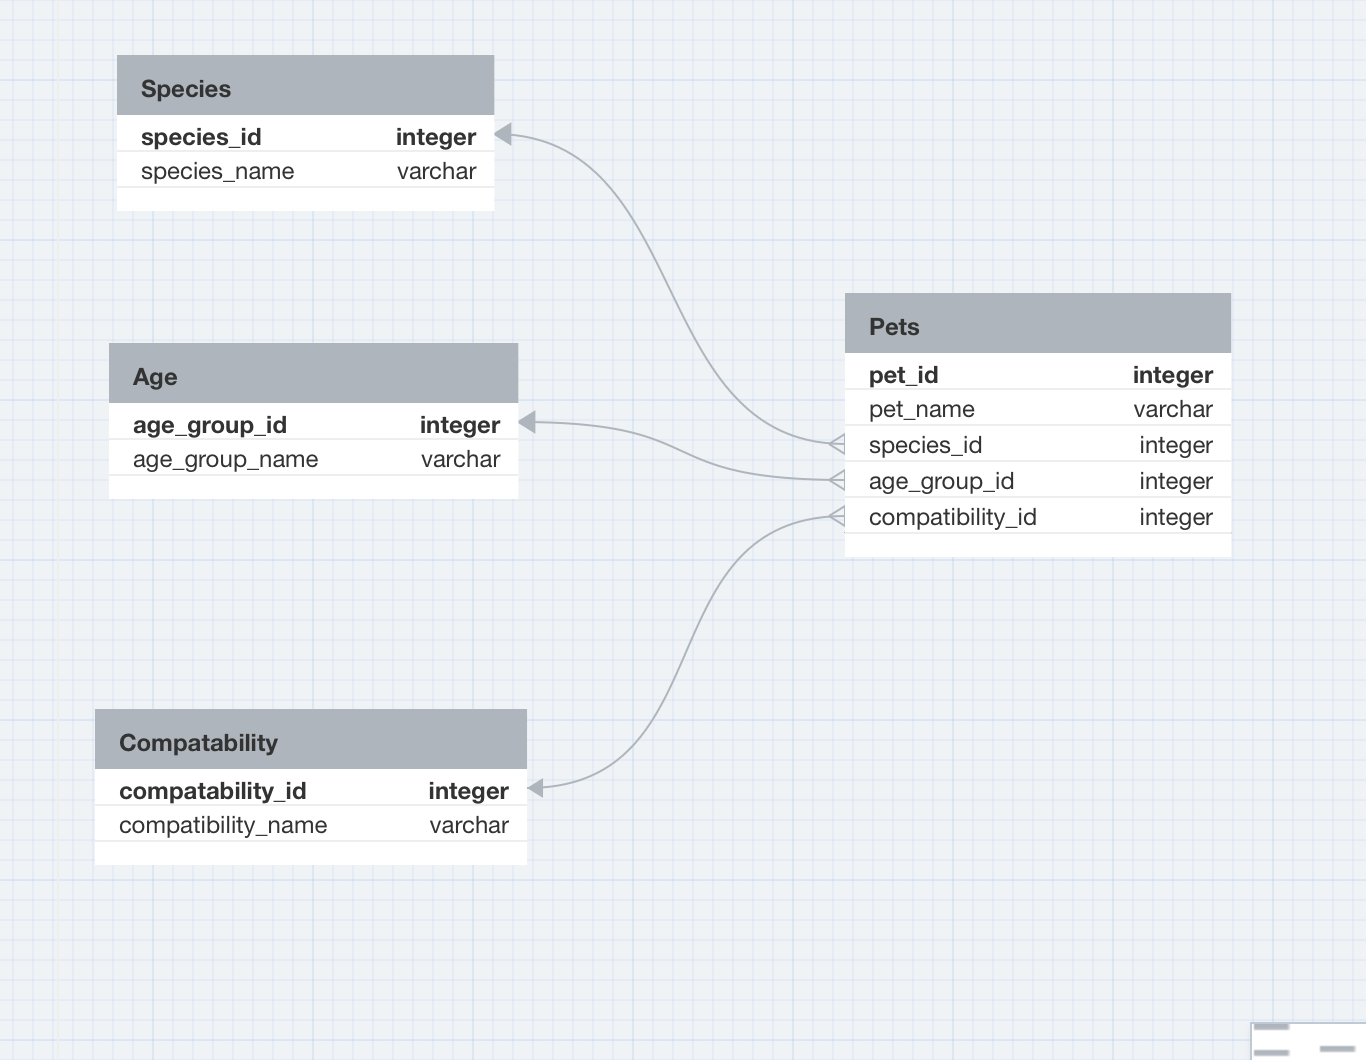 Species
species_id integer
species_name varchar
Age
age_group_id integer
age_group_name varchar
Compatability
compatability_id integer
compatibility_name varchar
Pets
pet_id integer
pet_name varchar
species_id integer
age_group_id integer
compatibility_id integer